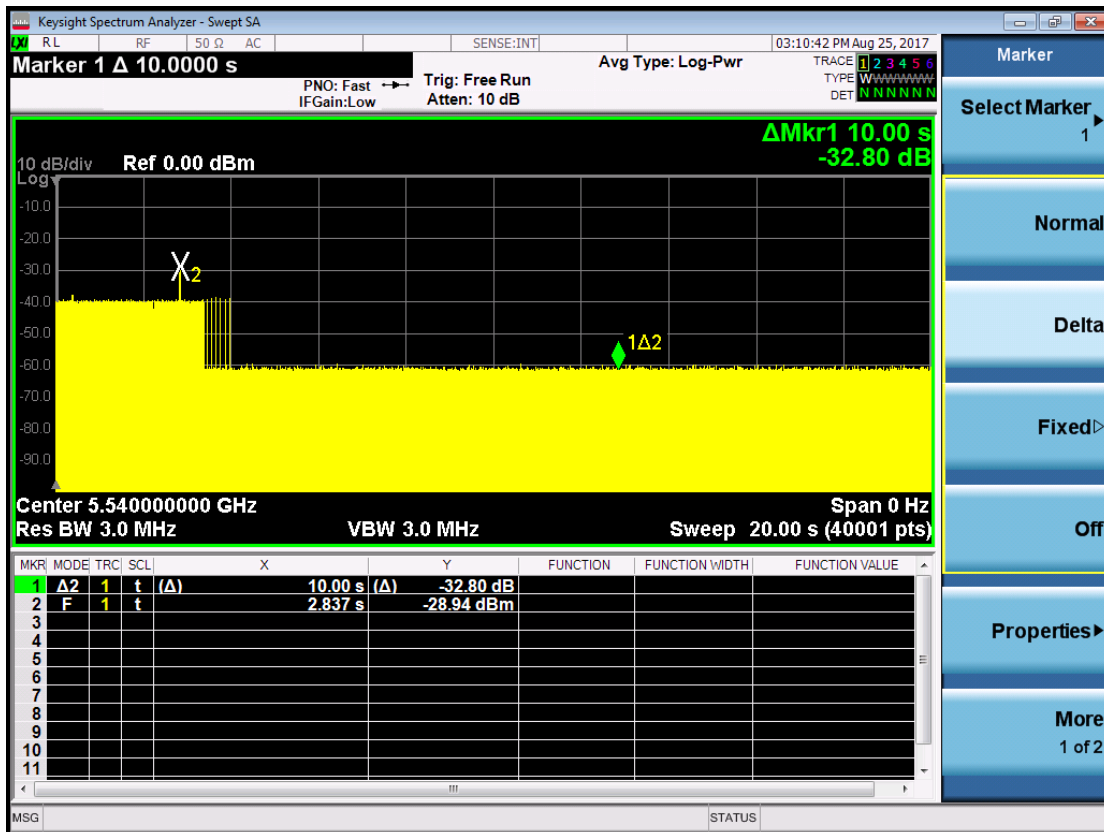 Keysight Spectrum Analyzer - Swept SA
LXI RL RF 50 Ω AC SENSE:INT 03:10:42 PM Aug 25, 2017
Marker 1 Δ 10.0000 s
PNO: Fast
IFGain:Low
Trig: Free Run
Atten: 10 dB
Avg Type: Log-Pwr
TRACE 1 2 3 4 5 6
TYPE W W W W W W
DET N N N N N N
ΔMkr1 10.00 s
-32.80 dB
10 dB/div Ref 0.00 dBm
Log
-10.0
-20.0
-30.0
-40.0
-50.0
-60.0
-70.0
-80.0
-90.0
X2
1Δ2
Center 5.540000000 GHz Span 0 Hz
Res BW 3.0 MHz VBW 3.0 MHz Sweep 20.00 s (40001 pts)
MKR MODE TRC SCL X Y FUNCTION FUNCTION WIDTH FUNCTION VALUE
1 Δ2 1 t (Δ) 10.00 s (Δ) -32.80 dB
2 F 1 t 2.837 s -28.94 dBm
3
4
5
6
7
8
9
10
11
MSG STATUS
Marker
Select Marker
1
Normal
Delta
Fixed
Off
Properties
More
1 of 2